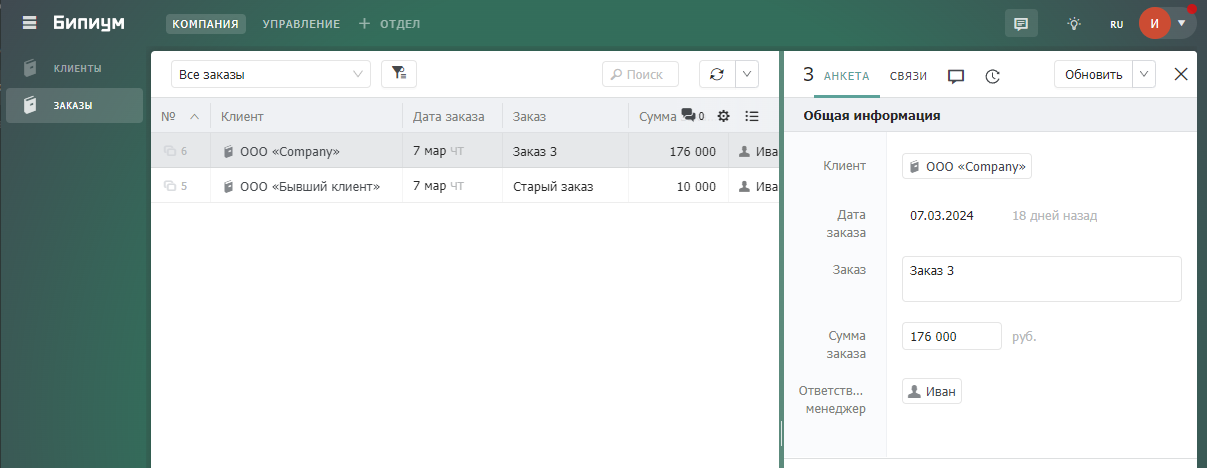 Бипиум
КОМПАНИЯ УПРАВЛЕНИЕ + ОТДЕЛ
RU И
КЛИЕНТЫ
ЗАКАЗЫ
Все заказы
Поиск
№ Клиент Дата заказа Заказ Сумма 0
6 ООО «Company» 7 мар ЧТ Заказ 3 176 000 Иван
5 ООО «Бывший клиент» 7 мар ЧТ Старый заказ 10 000 Иван
3 АНКЕТА СВЯЗИ Обновить
Общая информация
Клиент ООО «Company»
Дата
заказа
07.03.2024 18 дней назад
Заказ Заказ 3
Сумма
заказа
176 000 руб.
Ответств...
менеджер
Иван